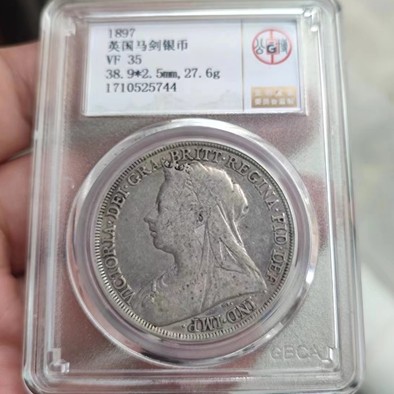 1897
英国马剑银币
VF 35
38.9*2.5mm,27.6g
1710525744
G
VICTORIA·DEI·GRA·BRITT·REGINA·FID·DEF·IND·IMP·